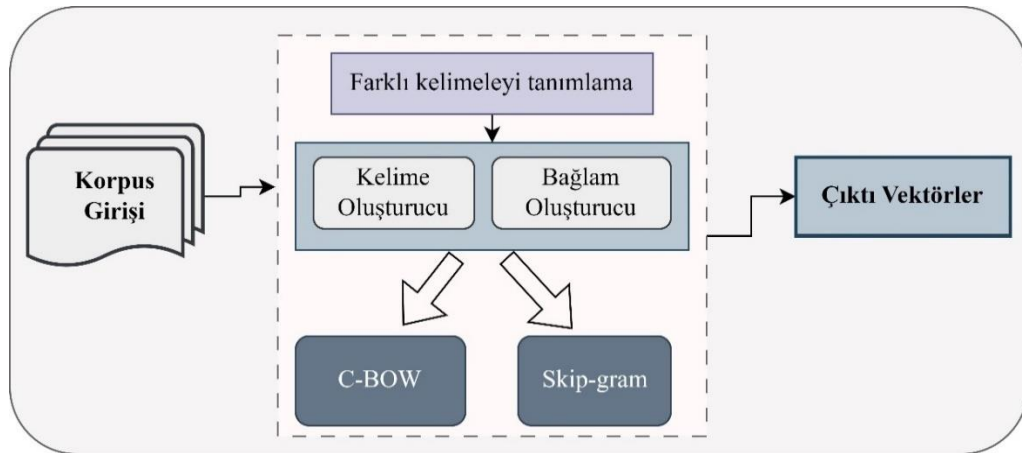 Farklı kelimeleyi tanımlama
Korpus
Girişi
Kelime
Oluşturucu
Bağlam
Oluşturucu
Çıktı Vektörler
C-BOW
Skip-gram